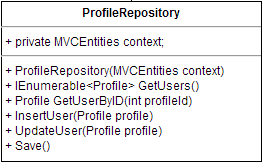 ProfileRepository
+ private MVCEntities context;
+ ProfileRepository(MVCEntities context)
+ IEnumerable<Profile> GetUsers()
+ Profile GetUserByID(int profileId)
+ InsertUser(Profile profile)
+ UpdateUser(Profile profile)
+ Save()